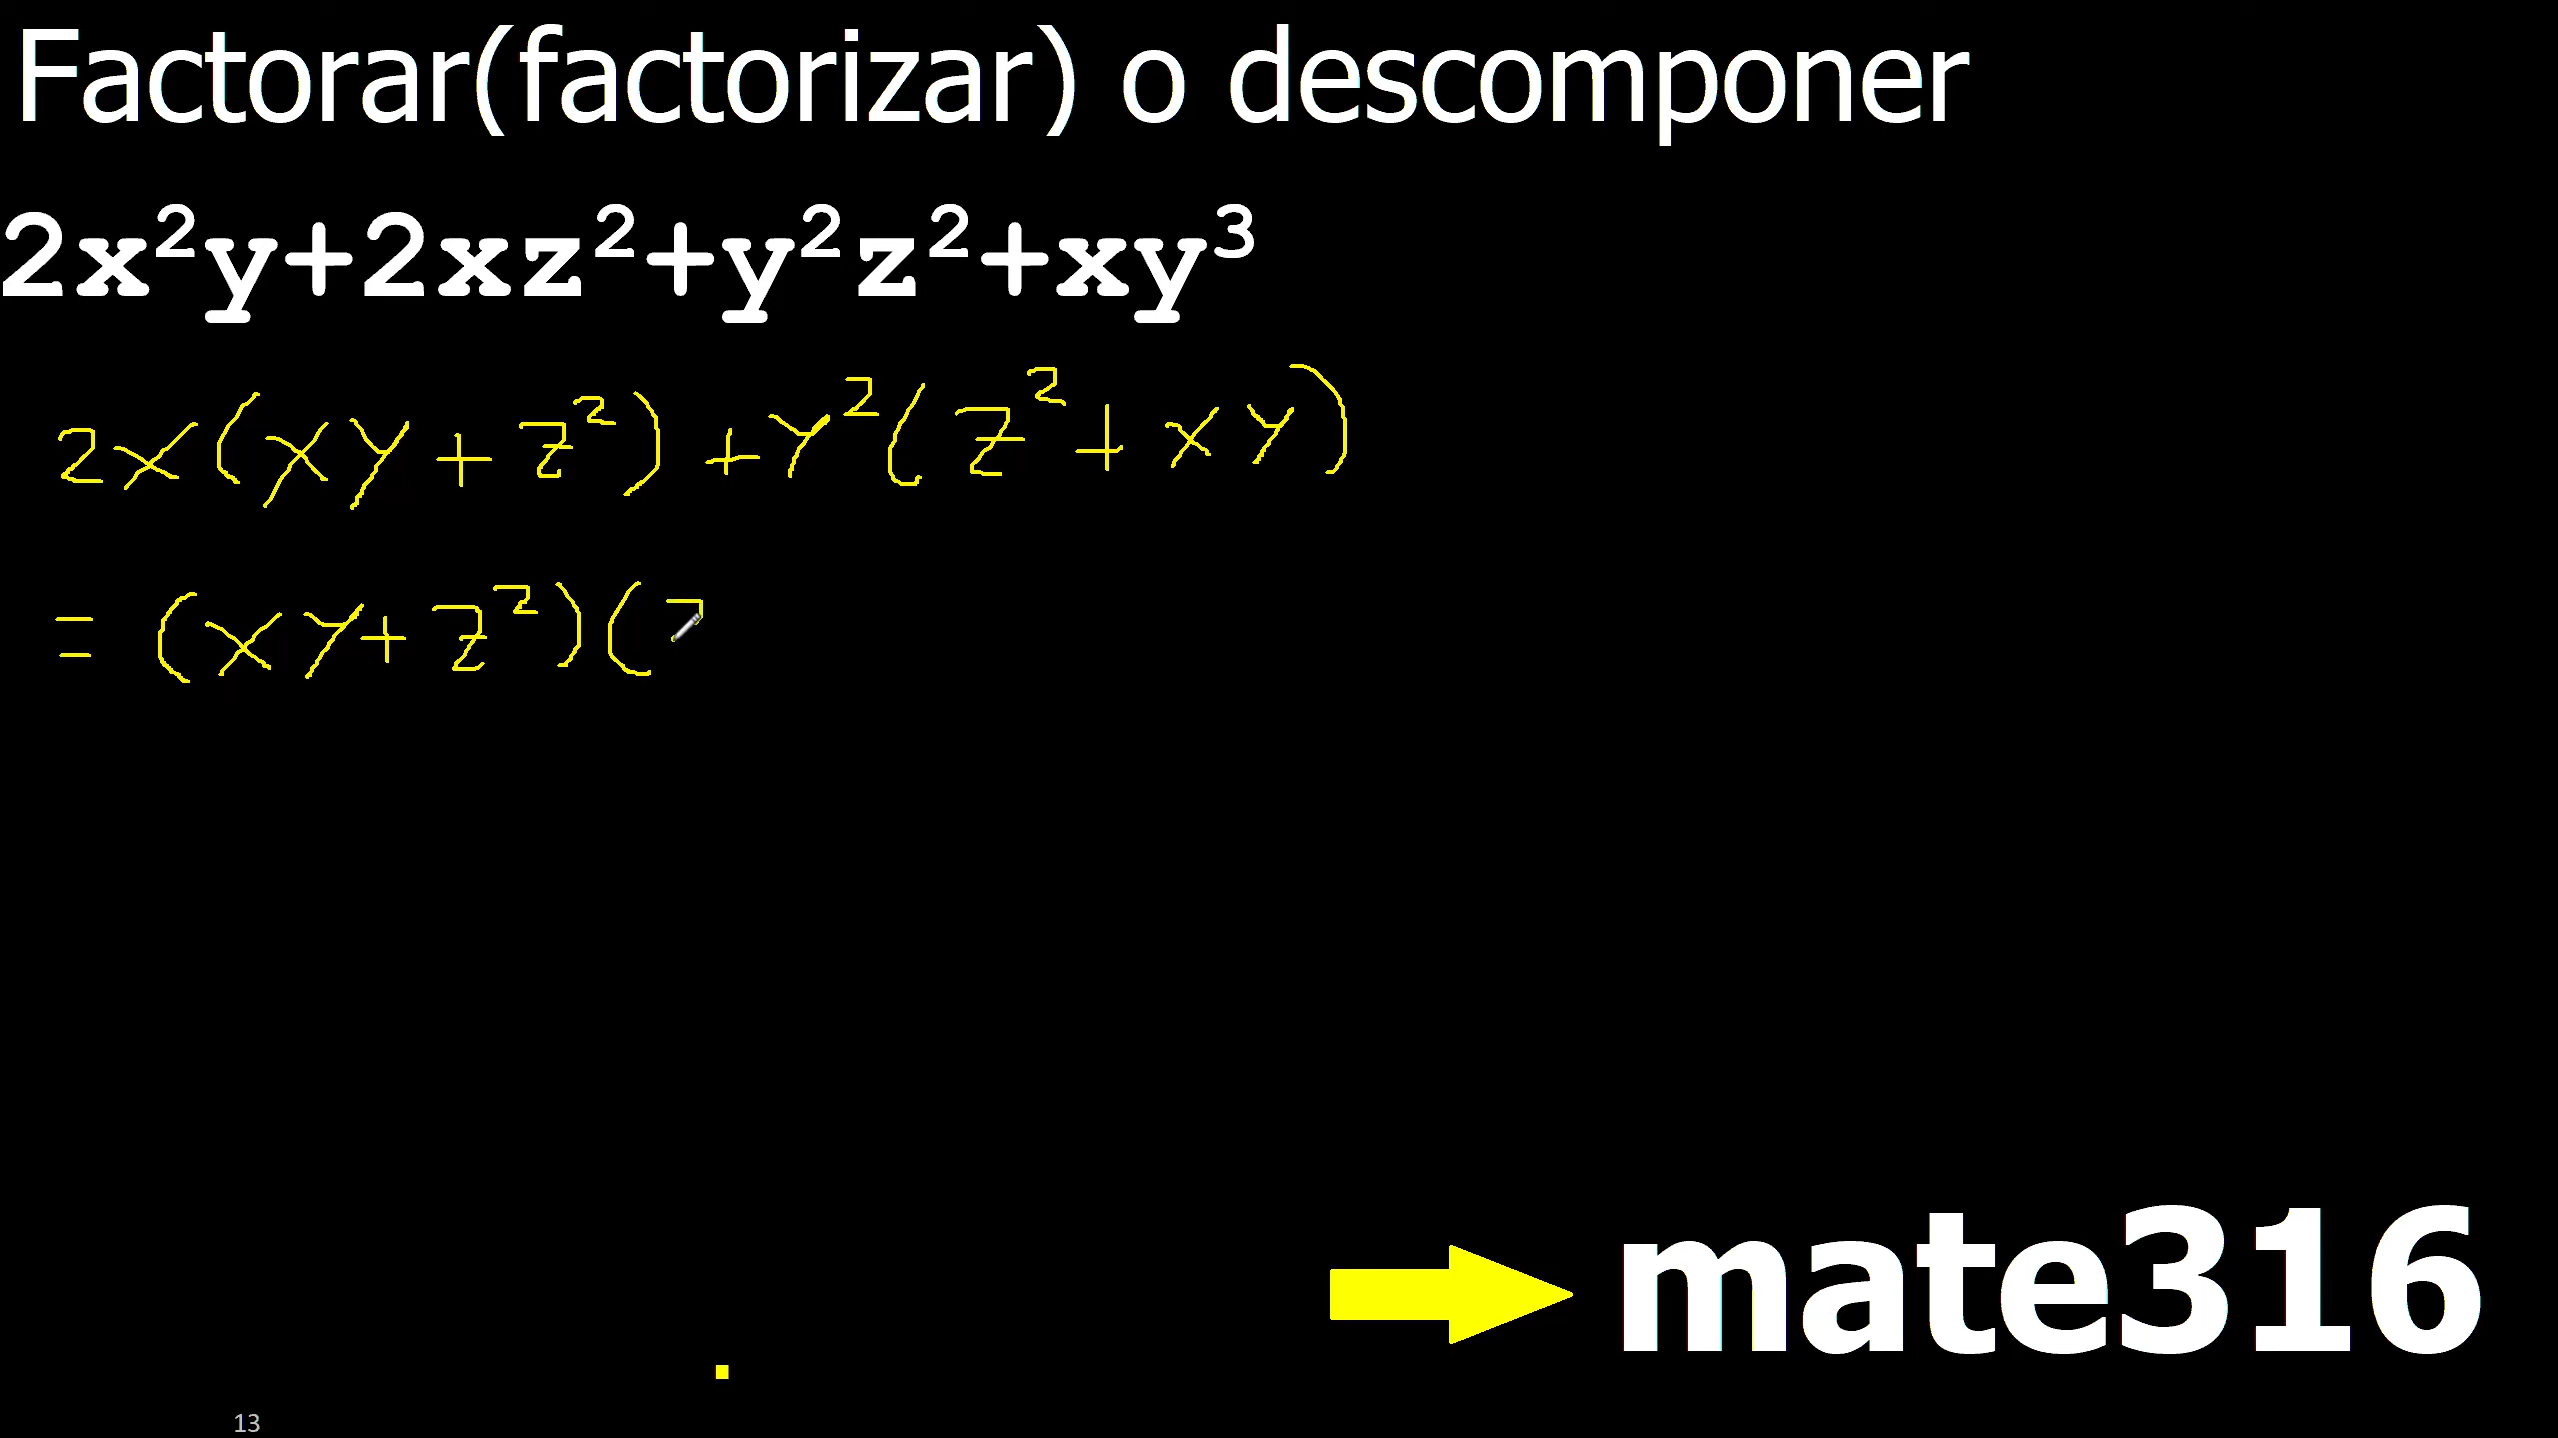 Factorar(factorizar) o descomponer
2x²y+2xz²+y²z²+xy³
2x(xy+z²)+y²(z²+xy)
=(xy+z²)(
mate316
13